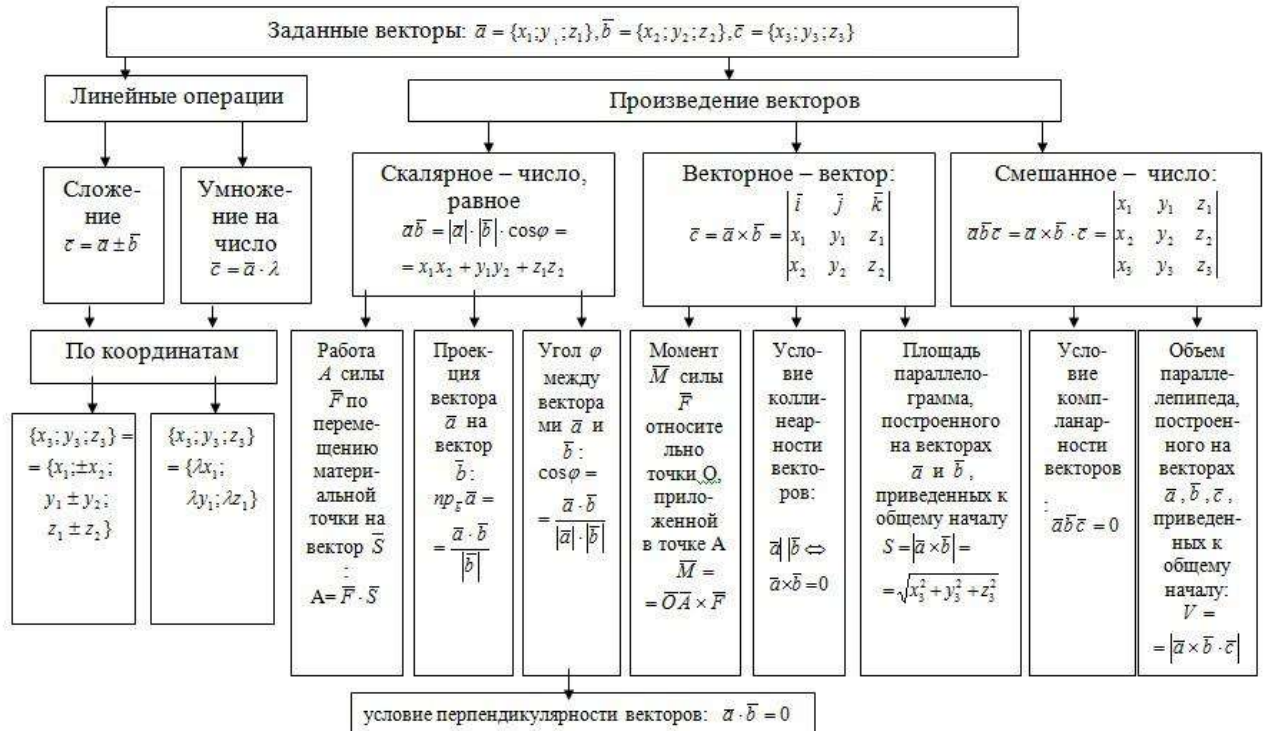 Заданные векторы: a̅ = {x₁; y₁; z₁}, b̅ = {x₂; y₂; z₂}, c̅ = {x₃; y₃; z₃}
Линейные операции
Произведение векторов
Сложе-
ние
c̅ = a̅ ± b̅
Умноже-
ние на
число
c̅ = a̅ · λ
Скалярное – число,
равное
a̅b̅ = |a̅| · |b̅| · cosφ =
= x₁x₂ + y₁y₂ + z₁z₂
Векторное – вектор:
c̅ = a̅ × b̅ =
i̅ j̅ k̅
x₁ y₁ z₁
x₂ y₂ z₂
Смешанное – число:
a̅b̅c̅ = a̅ × b̅ · c̅ =
x₁ y₁ z₁
x₂ y₂ z₂
x₃ y₃ z₃
По координатам
{x₃; y₃; z₃} =
= {x₁; ± x₂;
y₁ ± y₂;
z₁ ± z₂}
{x₃; y₃; z₃}
= {λx₁;
λy₁; λz₁}
Работа
A силы
F̅ по
переме-
щению
матери-
альной
точки на
вектор S̅
:
A= F̅ · S̅
Проек-
ция
вектора
a̅ на
вектор
b̅ :
пр_b̅ a̅ =
= a̅ · b̅
|b̅|
Угол φ
между
вектора
ми a̅ и
b̅ :
cosφ =
= a̅ · b̅
|a̅| · |b̅|
Момент
M̅ силы
F̅
относите
льно
точки О,
прило-
женной
в точке А
M̅ =
= O̅A̅ × F̅
Усло-
вие
колли-
неарности
векто-
ров:
a̅ || b̅ ⇔
a̅ × b̅ = 0
Площадь
параллело-
грамма,
построенного
на векторах
a̅ и b̅ ,
приведенных к
общему началу
S = |a̅ × b̅| =
= √x₃² + y₃² + z₃²
Усло-
вие
комп-
ланар-
ности
векторов
:
a̅b̅c̅ = 0
Объем
паралле-
лепипеда,
построен-
ного на
векторах
a̅ , b̅ , c̅ ,
приведен-
ных к
общему
началу:
V =
= |a̅ × b̅ · c̅|
условие перпендикулярности векторов: a̅ · b̅ = 0